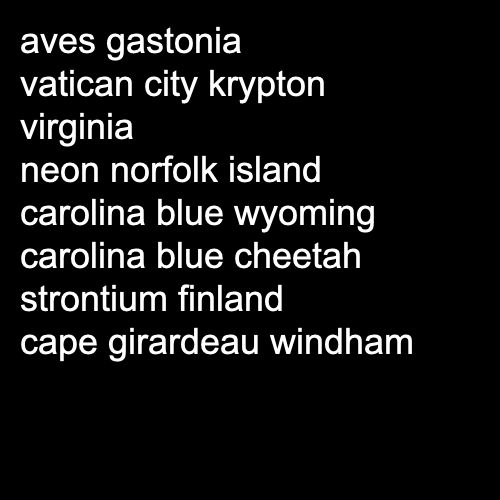 aves gastonia
vatican city krypton
virginia
neon norfolk island
carolina blue wyoming
carolina blue cheetah
strontium finland
cape girardeau windham